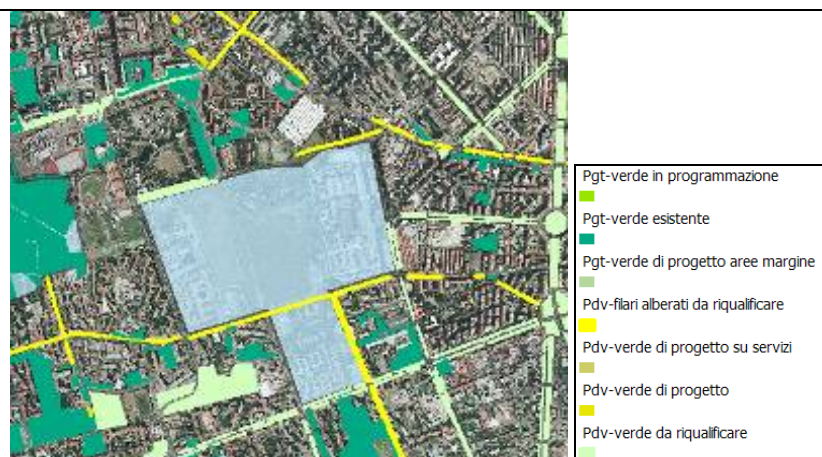 Pgt-verde in programmazione
Pgt-verde esistente
Pgt-verde di progetto aree margine
Pdv-filari alberati da riqualificare
Pdv-verde di progetto su servizi
Pdv-verde di progetto
Pdv-verde da riqualificare